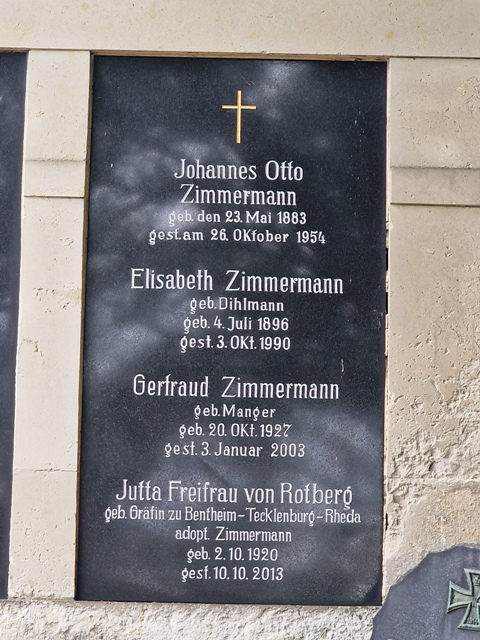 Johannes Otto
Zimmermann
geb. den 23. Mai 1883
gest. am 26. Oktober 1954
Elisabeth Zimmermann
geb. Dihlmann
geb. 4. Juli 1896
gest. 3. Okt. 1990
Gertraud Zimmermann
geb. Manger
geb. 20. Okt. 1927
gest. 3. Januar 2003
Jutta Freifrau von Rotberg
geb. Gräfin zu Bentheim-Tecklenburg-Rheda
adopt. Zimmermann
geb. 2.10.1920
gest. 10.10.2013